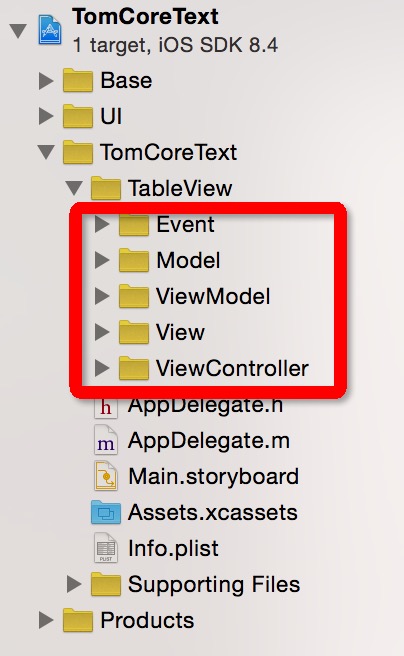 TomCoreText
1 target, iOS SDK 8.4
Base
UI
TomCoreText
TableView
Event
Model
ViewModel
View
ViewController
h AppDelegate.h
m AppDelegate.m
Main.storyboard
Assets.xcassets
PLIST Info.plist
Supporting Files
Products